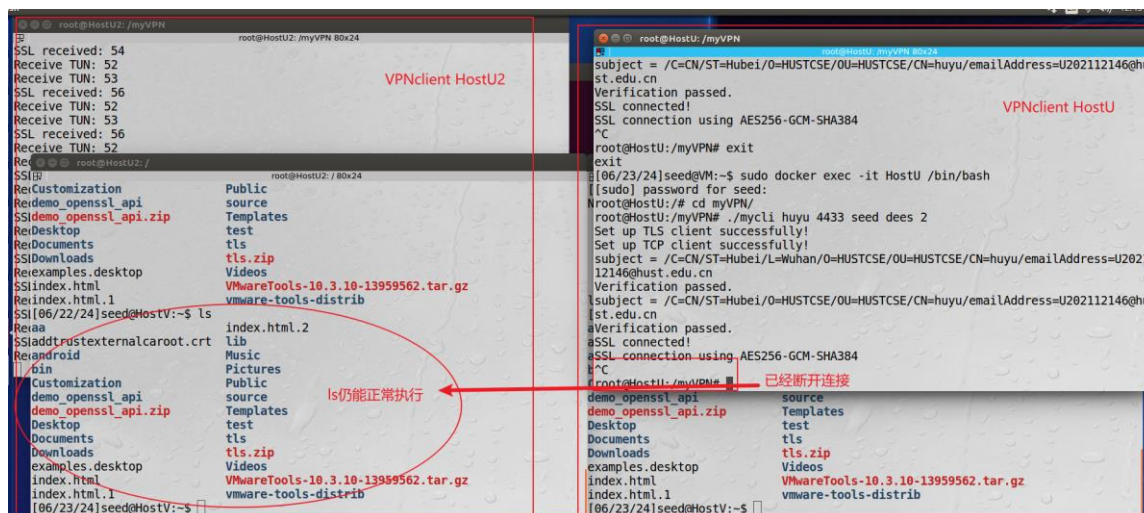 root@HostU2: /myVPN
root@HostU2: /myVPN 80x24
SSL received: 54
Receive TUN: 52
Receive TUN: 53
SSL received: 56
Receive TUN: 52
Receive TUN: 53
SSL received: 56
Receive TUN: 52
VPNclient HostU2
root@HostU2: /
root@HostU2: / 80x24
Customization Public
demo_openssl_api source
demo_openssl_api.zip Templates
Desktop test
Documents tls
Downloads tls.zip
examples.desktop Videos
index.html VMwareTools-10.3.10-13959562.tar.gz
index.html.1 vmware-tools-distrib
[06/22/24]seed@HostV:~$ ls
aa index.html.2
addtrustexternalcaroot.crt lib
android Music
bin Pictures
Customization Public
demo_openssl_api source
demo_openssl_api.zip Templates
Desktop test
Documents tls
Downloads tls.zip
examples.desktop Videos
index.html VMwareTools-10.3.10-13959562.tar.gz
index.html.1 vmware-tools-distrib
[06/23/24]seed@HostV:~$
ls仍能正常执行
root@HostU: /myVPN
root@HostU: /myVPN 80x24
subject = /C=CN/ST=Hubei/O=HUSTCSE/OU=HUSTCSE/CN=huyu/emailAddress=U202112146@hu
st.edu.cn
Verification passed.
SSL connected!
SSL connection using AES256-GCM-SHA384
^C
root@HostU:/myVPN# exit
exit
[06/23/24]seed@VM:~$ sudo docker exec -it HostU /bin/bash
[sudo] password for seed:
root@HostU:/# cd myVPN/
root@HostU:/myVPN# ./mycli huyu 4433 seed dees 2
Set up TLS client successfully!
Set up TCP client successfully!
subject = /C=CN/ST=Hubei/L=Wuhan/O=HUSTCSE/OU=HUSTCSE/CN=huyu/emailAddress=U2021
12146@hust.edu.cn
Verification passed.
subject = /C=CN/ST=Hubei/O=HUSTCSE/OU=HUSTCSE/CN=huyu/emailAddress=U202112146@hu
st.edu.cn
Verification passed.
SSL connected!
SSL connection using AES256-GCM-SHA384
^C
root@HostU:/myVPN#
VPNclient HostU
已经断开连接
demo_openssl_api source
demo_openssl_api.zip Templates
Desktop test
Documents tls
Downloads tls.zip
examples.desktop Videos
index.html VMwareTools-10.3.10-13959562.tar.gz
index.html.1 vmware-tools-distrib
[06/23/24]seed@HostV:~$